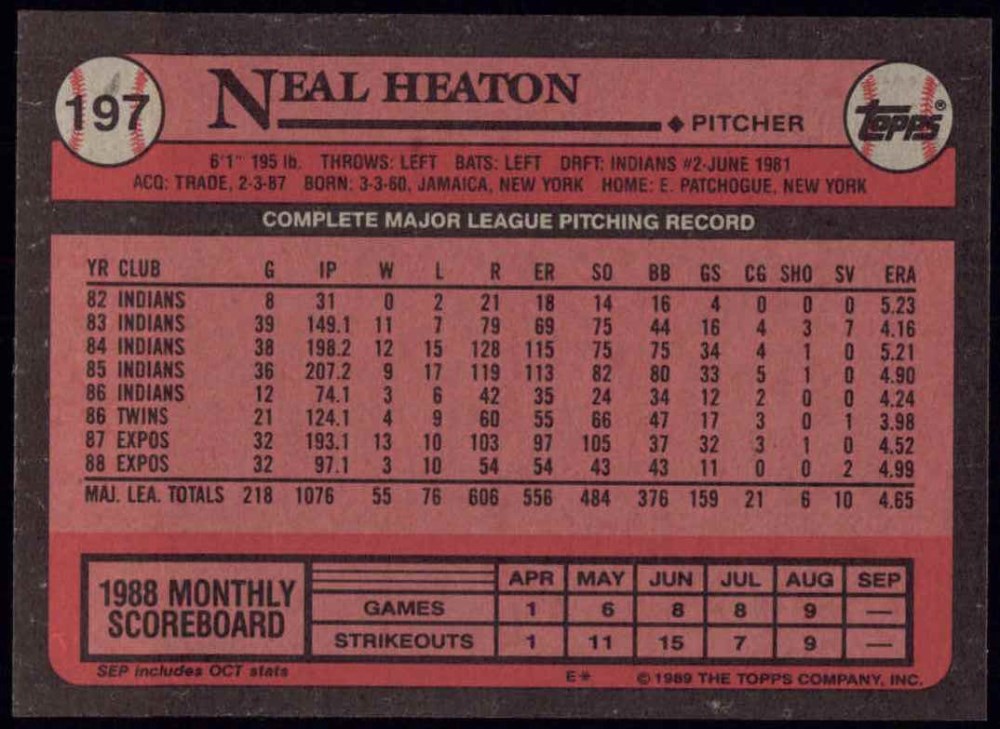 197
NEAL HEATON
PITCHER
TOPPS®
6'1" 195 lb. THROWS: LEFT BATS: LEFT DRFT: INDIANS #2-JUNE 1981
ACQ: TRADE, 2-3-87 BORN: 3-3-60, JAMAICA, NEW YORK HOME: E. PATCHOGUE, NEW YORK
COMPLETE MAJOR LEAGUE PITCHING RECORD
YR CLUB G IP W L R ER SO BB GS CG SHO SV ERA
82 INDIANS 8 31 0 2 21 18 14 16 4 0 0 0 5.23
83 INDIANS 39 149.1 11 7 79 69 75 44 16 4 3 7 4.16
84 INDIANS 38 198.2 12 15 128 115 75 75 34 4 1 0 5.21
85 INDIANS 36 207.2 9 17 119 113 82 80 33 5 1 0 4.90
86 INDIANS 12 74.1 3 6 42 35 24 34 12 2 0 0 4.24
86 TWINS 21 124.1 4 9 60 55 66 47 17 3 0 1 3.98
87 EXPOS 32 193.1 13 10 103 97 105 37 32 3 1 0 4.52
88 EXPOS 32 97.1 3 10 54 54 43 43 11 0 0 2 4.99
MAJ. LEA. TOTALS 218 1076 55 76 606 556 484 376 159 21 6 10 4.65
1988 MONTHLY SCOREBOARD
APR MAY JUN JUL AUG SEP
GAMES 1 6 8 8 9 —
STRIKEOUTS 1 11 15 7 9 —
SEP includes OCT stats
E* © 1989 THE TOPPS COMPANY, INC.